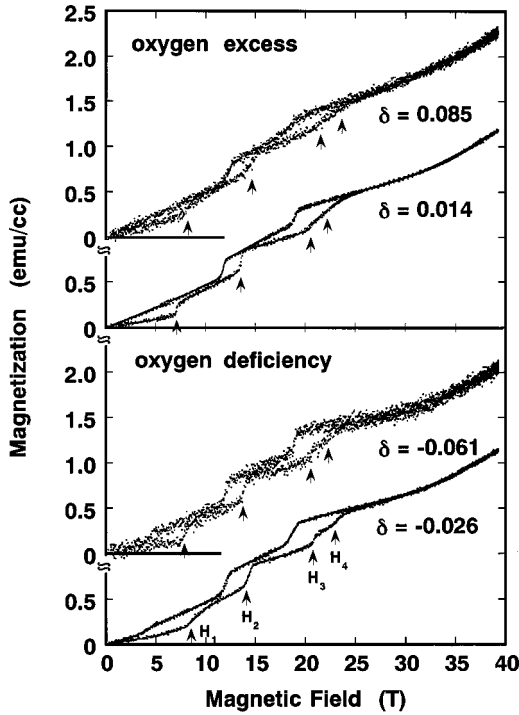 2.5
oxygen excess
2.0
1.5
δ = 0.085
1.0
0.5
δ = 0.014
0
0.5
0
Magnetization (emu/cc)
oxygen deficiency
2.0
1.5
δ = -0.061
1.0
0.5
δ = -0.026
0
0.5
H1 H2 H3 H4
0
0 5 10 15 20 25 30 35 40
Magnetic Field (T)